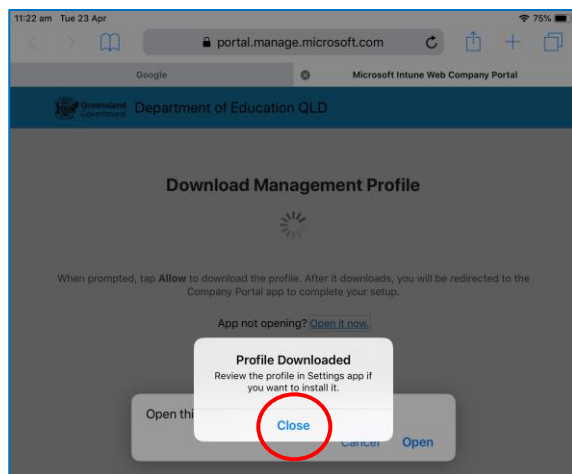 11:22 am Tue 23 Apr 75%
portal.manage.microsoft.com
Google Microsoft Intune Web Company Portal
Queensland
Government
Department of Education QLD
Download Management Profile
When prompted, tap Allow to download the profile. After it downloads, you will be redirected to the
Company Portal app to complete your setup.
App not opening? Open it now.
Profile Downloaded
Review the profile in Settings app if
you want to install it.
Close
Open thi
Cancel Open